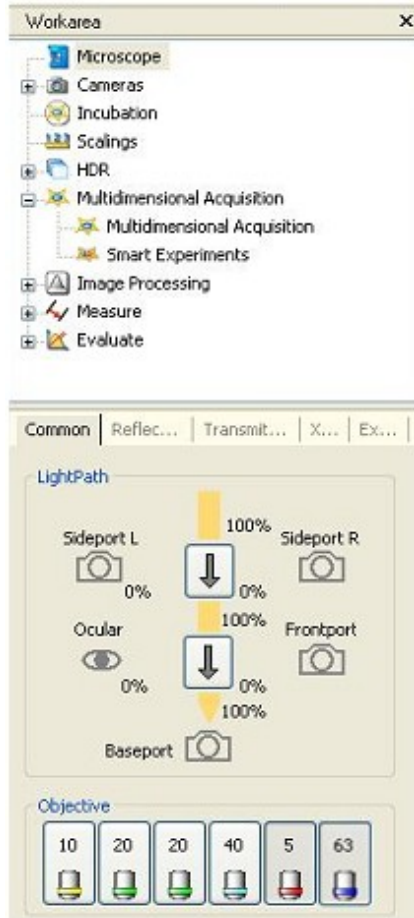 Workarea x
Microscope
Cameras
Incubation
Scalings
HDR
Multidimensional Acquisition
Multidimensional Acquisition
Smart Experiments
Image Processing
Measure
Evaluate
Common Reflec... Transmit... X... Ex...
LightPath
100%
Sideport L Sideport R
0% 0%
100%
Ocular Frontport
0% 0%
100%
Baseport
Objective
10 20 20 40 5 63